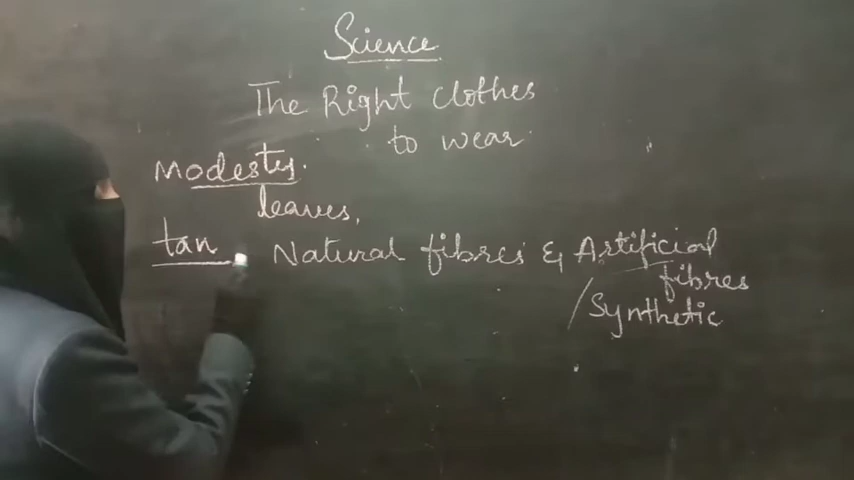 Science
The Right clothes
to wear
Modesty.
leaves,
tan Natural fibres & Artificial
fibres
/Synthetic